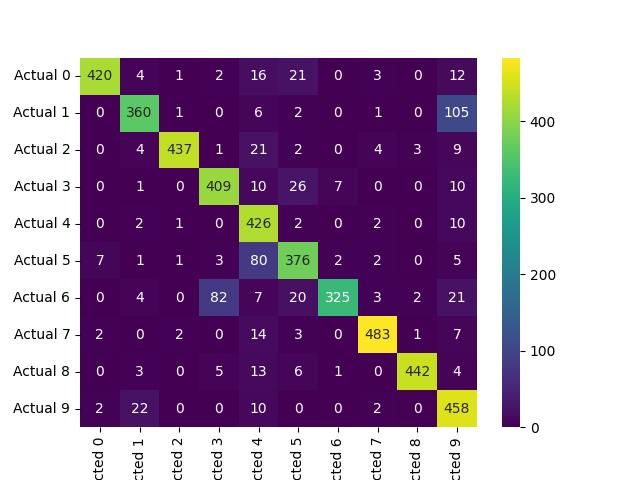 Actual 0 420 4 1 2 16 21 0 3 0 12
Actual 1 0 360 1 0 6 2 0 1 0 105
Actual 2 0 4 437 1 21 2 0 4 3 9
Actual 3 0 1 0 409 10 26 7 0 0 10
Actual 4 0 2 1 0 426 2 0 2 0 10
Actual 5 7 1 1 3 80 376 2 2 0 5
Actual 6 0 4 0 82 7 20 325 3 2 21
Actual 7 2 0 2 0 14 3 0 483 1 7
Actual 8 0 3 0 5 13 6 1 0 442 4
Actual 9 2 22 0 0 10 0 0 2 0 458
cted 0
cted 1
cted 2
cted 3
cted 4
cted 5
cted 6
cted 7
cted 8
cted 9
400
300
200
100
0